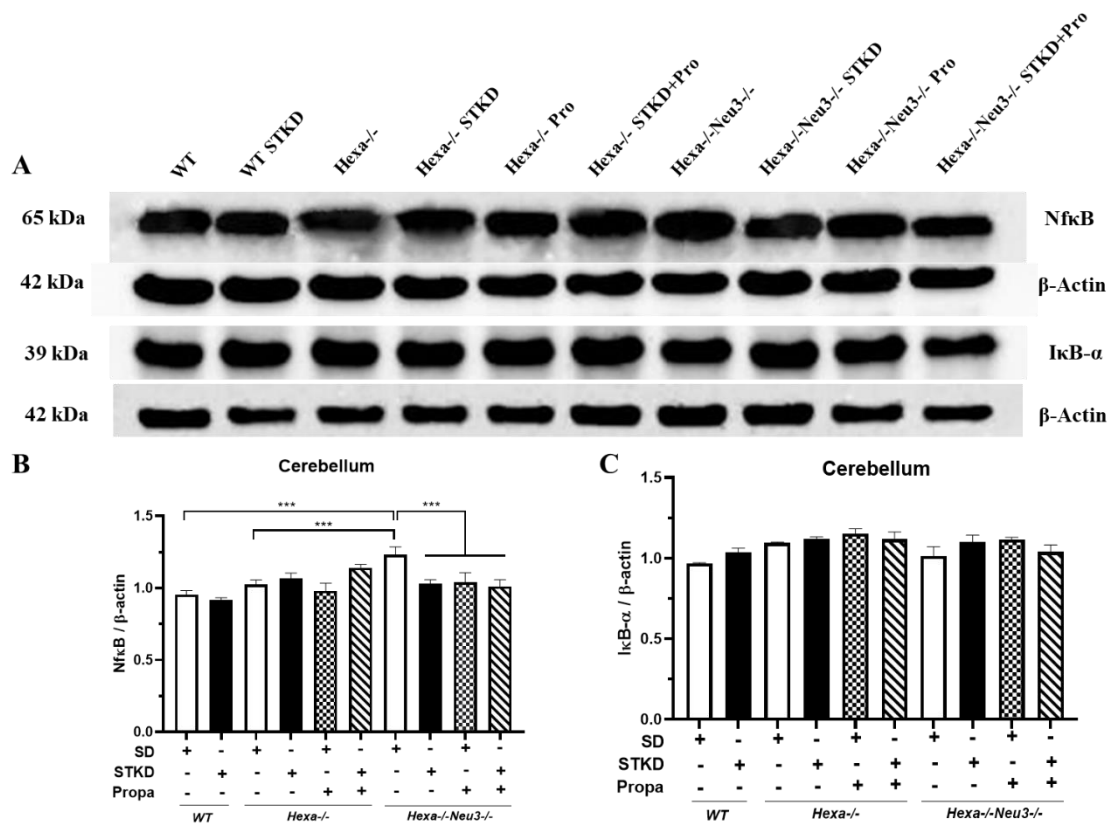 WT
WT STKD
Hexa-/-
Hexa-/- STKD
Hexa-/- Pro
Hexa-/- STKD+Pro
Hexa-/-Neu3-/-
Hexa-/-Neu3-/- STKD
Hexa-/-Neu3-/- Pro
Hexa-/-Neu3-/- STKD+Pro
A
65 kDa NfκB
42 kDa β-Actin
39 kDa IκB-α
42 kDa β-Actin
B
Cerebellum
NfκB / β-actin
1.5
1.0
0.5
0.0
*** *** ***
SD + - + - + - + - + -
STKD - + - + - + - + - +
Propa - - - - + + - - + +
WT Hexa-/- Hexa-/-Neu3-/-
C
Cerebellum
IκB-α / β-actin
1.5
1.0
0.5
0.0
SD + - + - + - + - + -
STKD - + - + - + - + - +
Propa - - - - + + - - + +
WT Hexa-/- Hexa-/-Neu3-/-